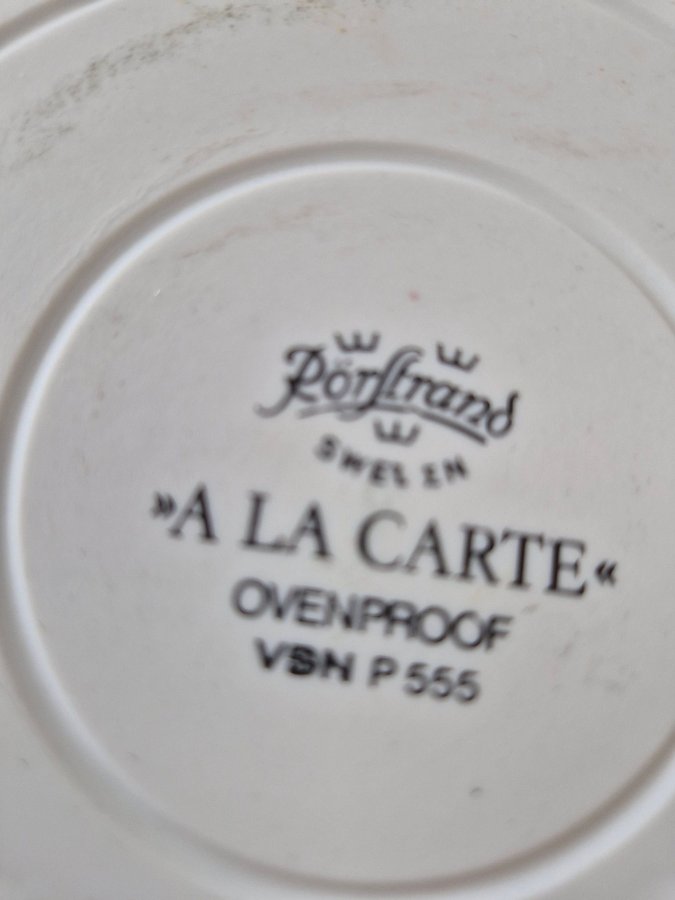 Rörstrand
SWEDEN
»A LA CARTE«
OVENPROOF
VSN P 555